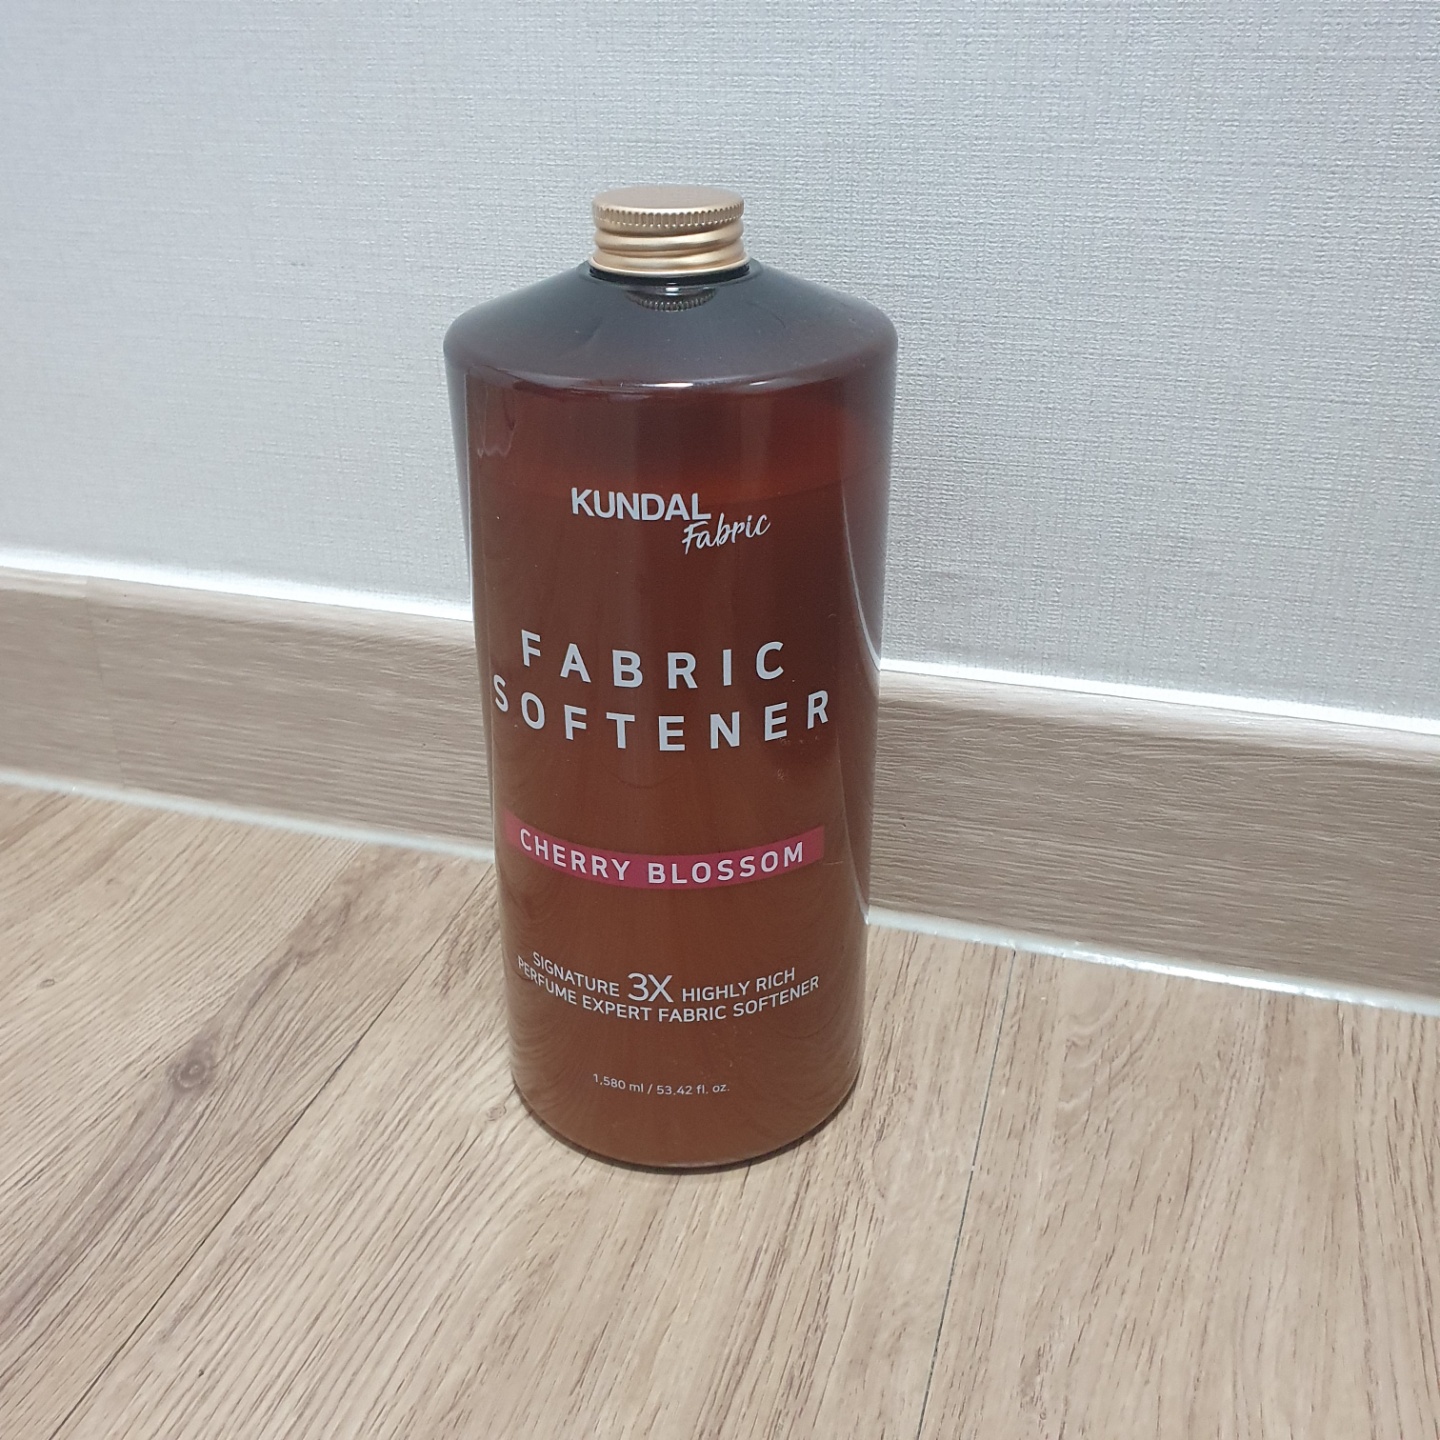 KUNDAL
Fabric
FABRIC
SOFTENER
CHERRY BLOSSOM
SIGNATURE 3X HIGHLY RICH
PERFUME EXPERT FABRIC SOFTENER
1,580 ml / 53.42 fl. oz.